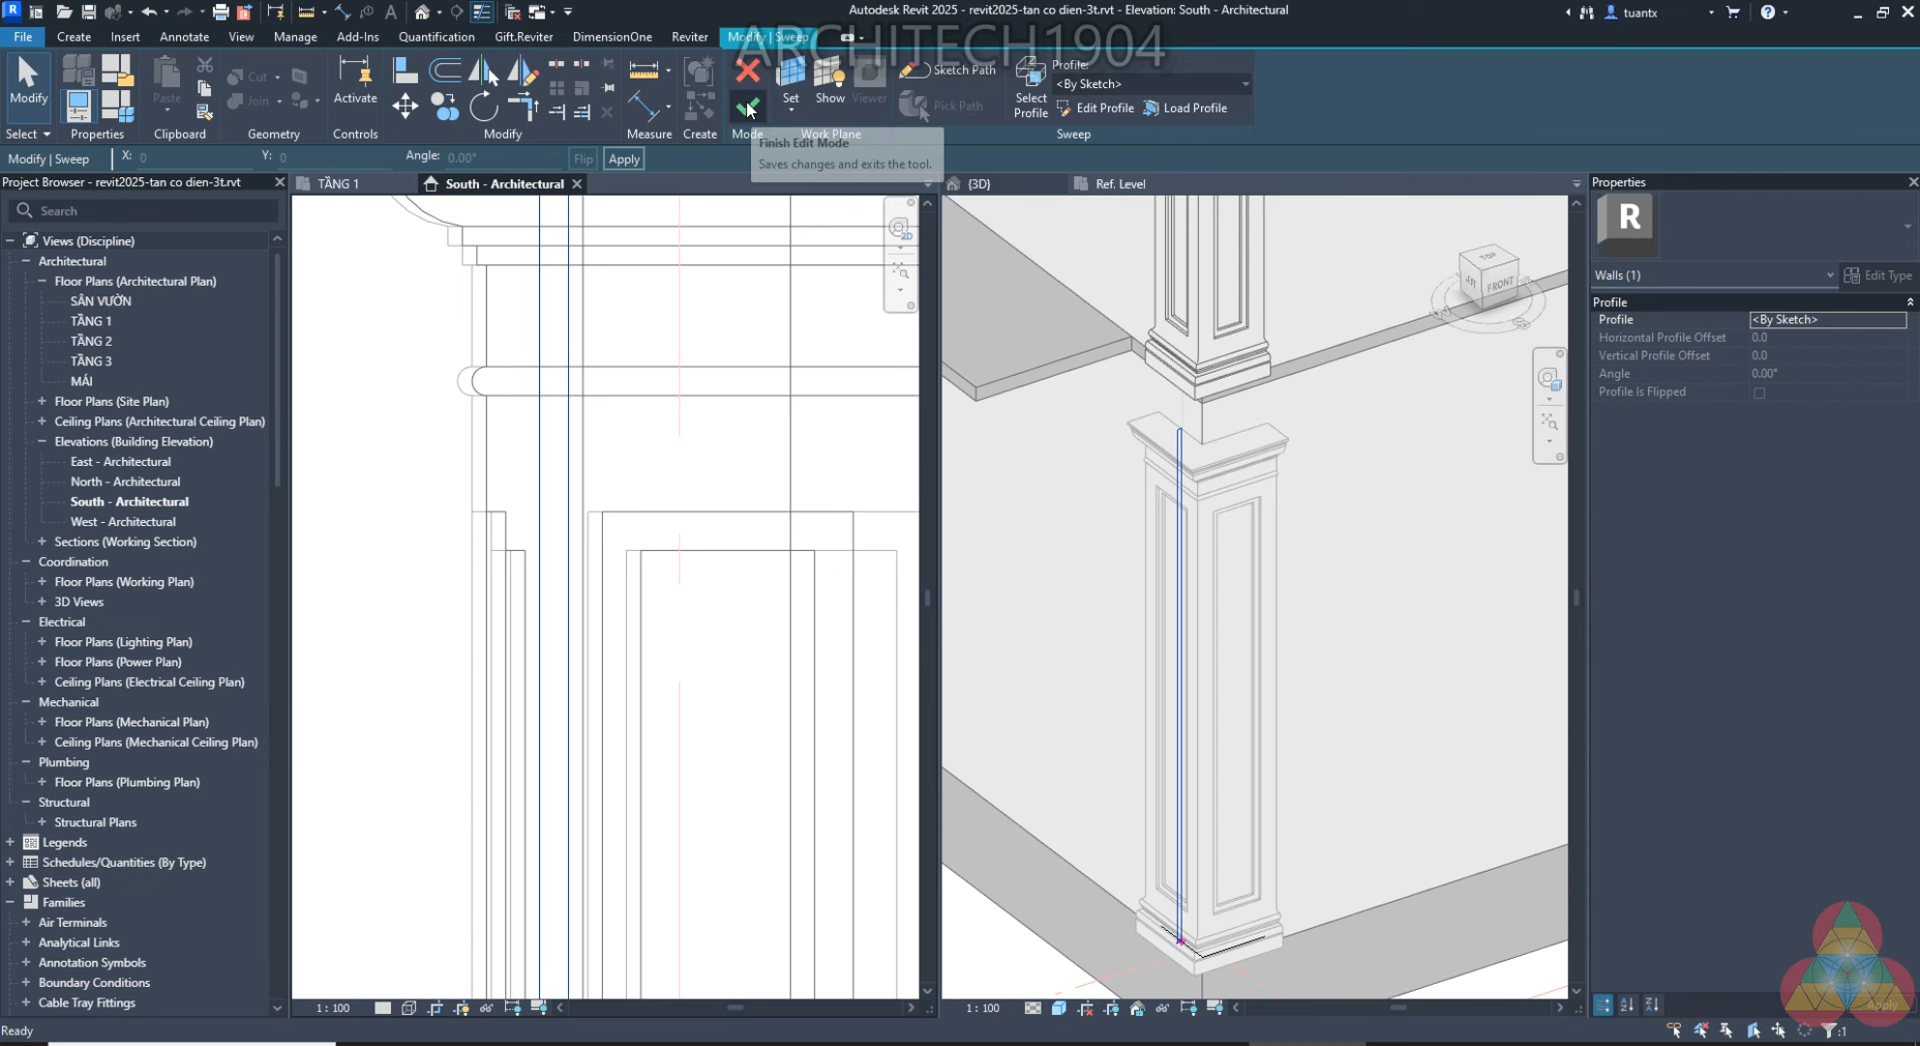 Autodesk Revit 2025 - revit2025-tan co dien-3t.rvt - Elevation: South - Architectural
tuantx
File Create Insert Annotate View Manage Add-Ins Quantification Gift.Reviter DimensionOne Reviter Modify | Sweep
ARCHITECH1904
Modify
Paste
Cut
Join
Activate
Set
Show
Viewer
Sketch Path
Pick Path
Select
Profile
Profile:
<By Sketch>
Edit Profile
Load Profile
Select Properties Clipboard Geometry Controls Modify Measure Create Mode Work Plane Sweep
Finish Edit Mode
Saves changes and exits the tool.
Modify | Sweep X: 0 Y: 0 Angle: 0.00° Flip Apply
Project Browser - revit2025-tan co dien-3t.rvt
TẦNG 1
South - Architectural
{3D}
Ref. Level
Properties
Search
Views (Discipline)
Architectural
Floor Plans (Architectural Plan)
SÂN VƯỜN
TẦNG 1
TẦNG 2
TẦNG 3
MÁI
Floor Plans (Site Plan)
Ceiling Plans (Architectural Ceiling Plan)
Elevations (Building Elevation)
East - Architectural
North - Architectural
South - Architectural
West - Architectural
Sections (Working Section)
Coordination
Floor Plans (Working Plan)
3D Views
Electrical
Floor Plans (Lighting Plan)
Floor Plans (Power Plan)
Ceiling Plans (Electrical Ceiling Plan)
Mechanical
Floor Plans (Mechanical Plan)
Ceiling Plans (Mechanical Ceiling Plan)
Plumbing
Floor Plans (Plumbing Plan)
Structural
Structural Plans
Legends
Schedules/Quantities (By Type)
Sheets (all)
Families
Air Terminals
Analytical Links
Annotation Symbols
Boundary Conditions
Cable Tray Fittings
2D
TOP
FRONT
R
Walls (1)
Edit Type
Profile
Profile <By Sketch>
Horizontal Profile Offset 0.0
Vertical Profile Offset 0.0
Angle 0.00°
Profile Is Flipped
1 : 100
1 : 100
Apply
Ready
:1